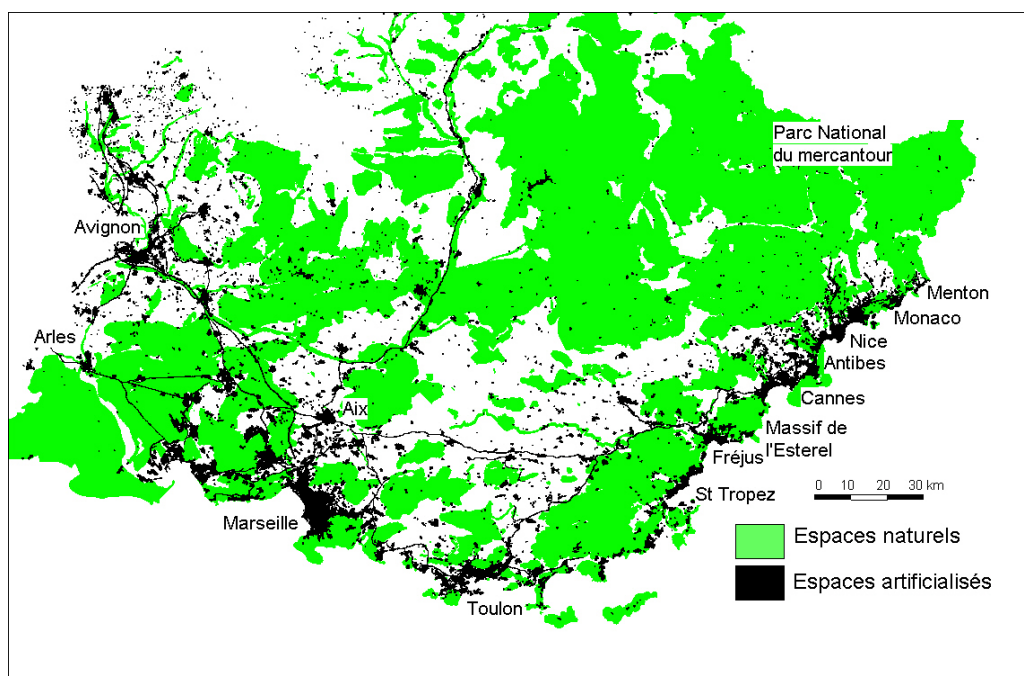 Parc National
du mercantour
Avignon
Menton
Monaco
Arles
Nice
Antibes
Cannes
Aix
Massif de
l'Esterel
Fréjus
St Tropez
0 10 20 30 km
Marseille
Espaces naturels
Espaces artificialisés
Toulon